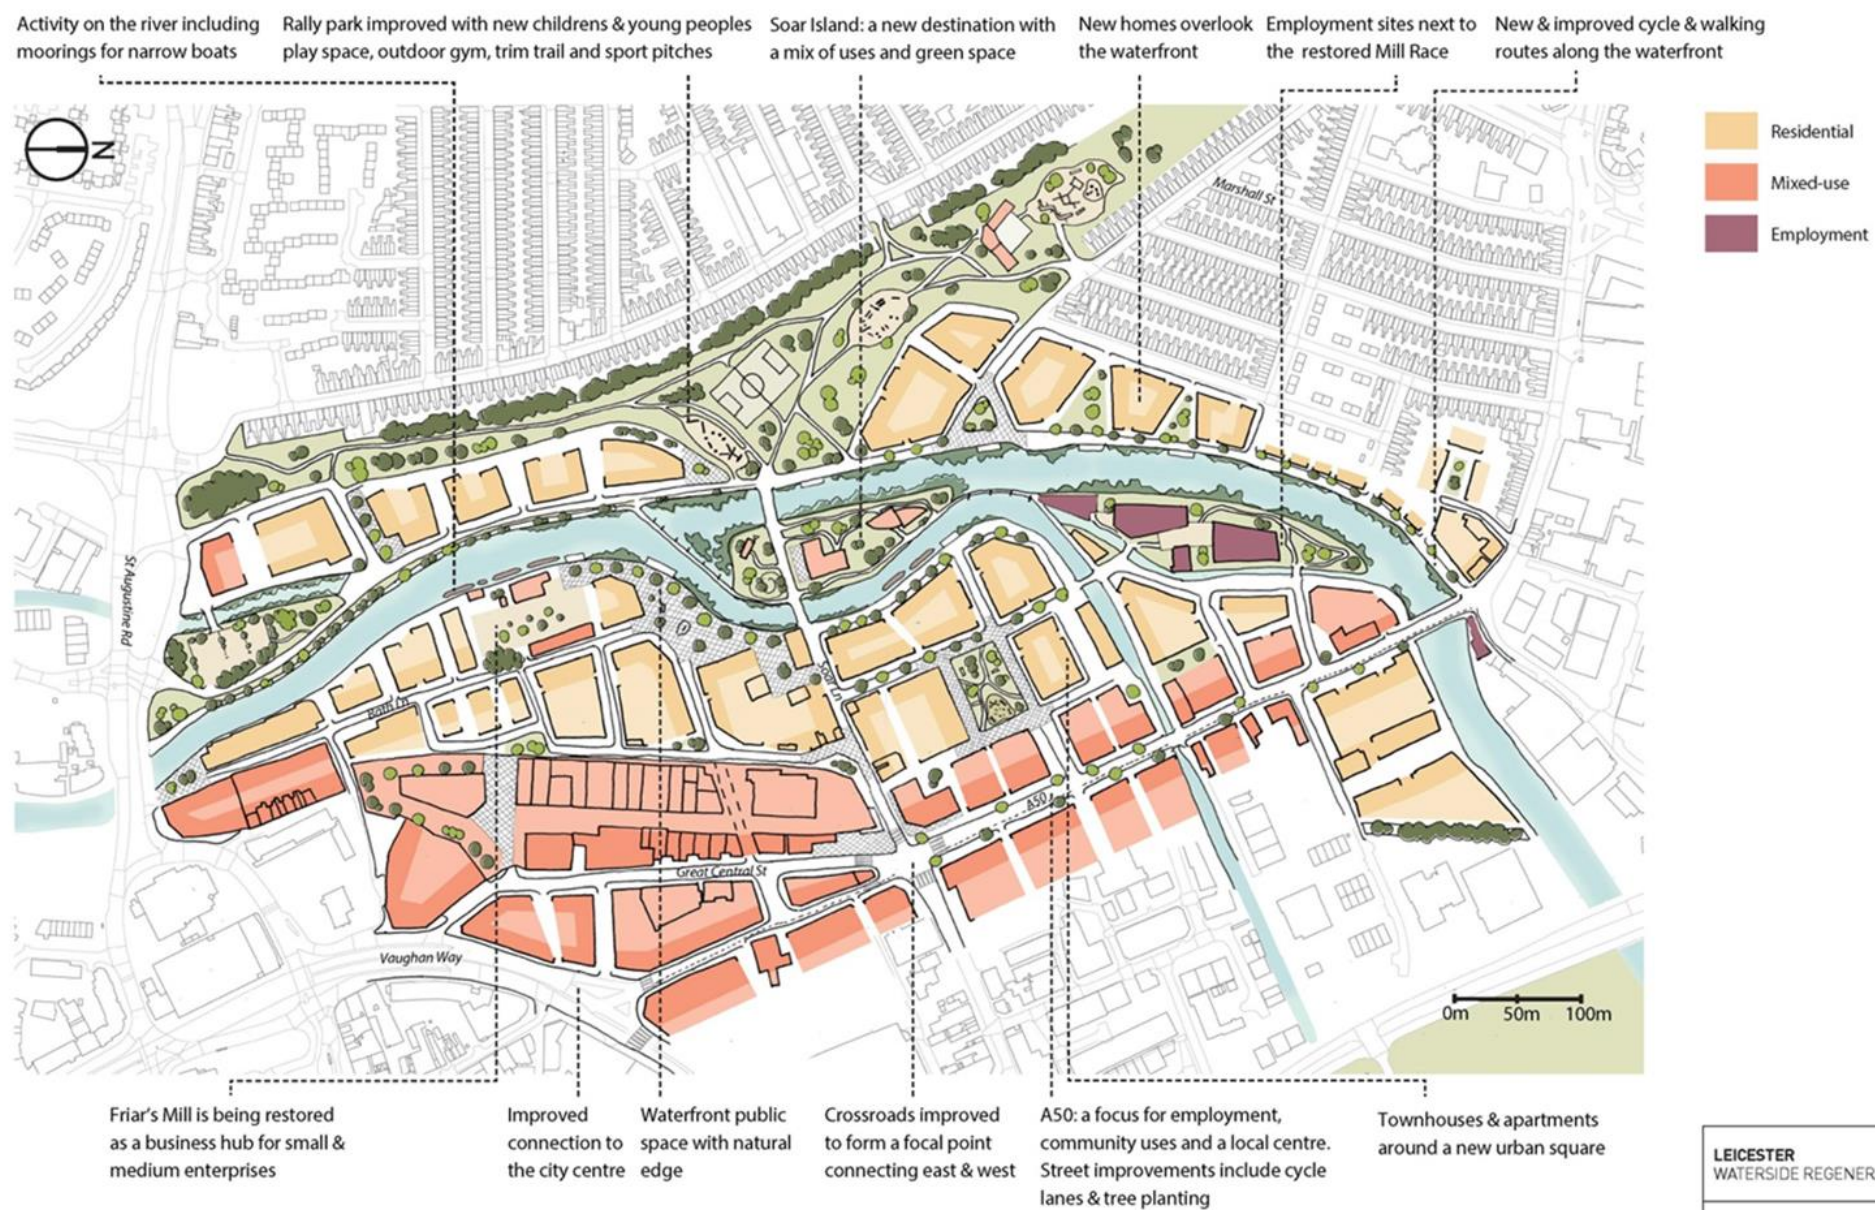 Activity on the river including
moorings for narrow boats
Rally park improved with new childrens & young peoples
play space, outdoor gym, trim trail and sport pitches
Soar Island: a new destination with
a mix of uses and green space
New homes overlook
the waterfront
Employment sites next to
the restored Mill Race
New & improved cycle & walking
routes along the waterfront
N
Residential
Mixed-use
Employment
Marshall St
St Augustine Rd
Bath Ln
Soar Ln
A50
Great Central St
Vaughan Way
0m 50m 100m
Friar's Mill is being restored
as a business hub for small &
medium enterprises
Improved
connection to
the city centre
Waterfront public
space with natural
edge
Crossroads improved
to form a focal point
connecting east & west
A50: a focus for employment,
community uses and a local centre.
Street improvements include cycle
lanes & tree planting
Townhouses & apartments
around a new urban square
LEICESTER
WATERSIDE REGENER